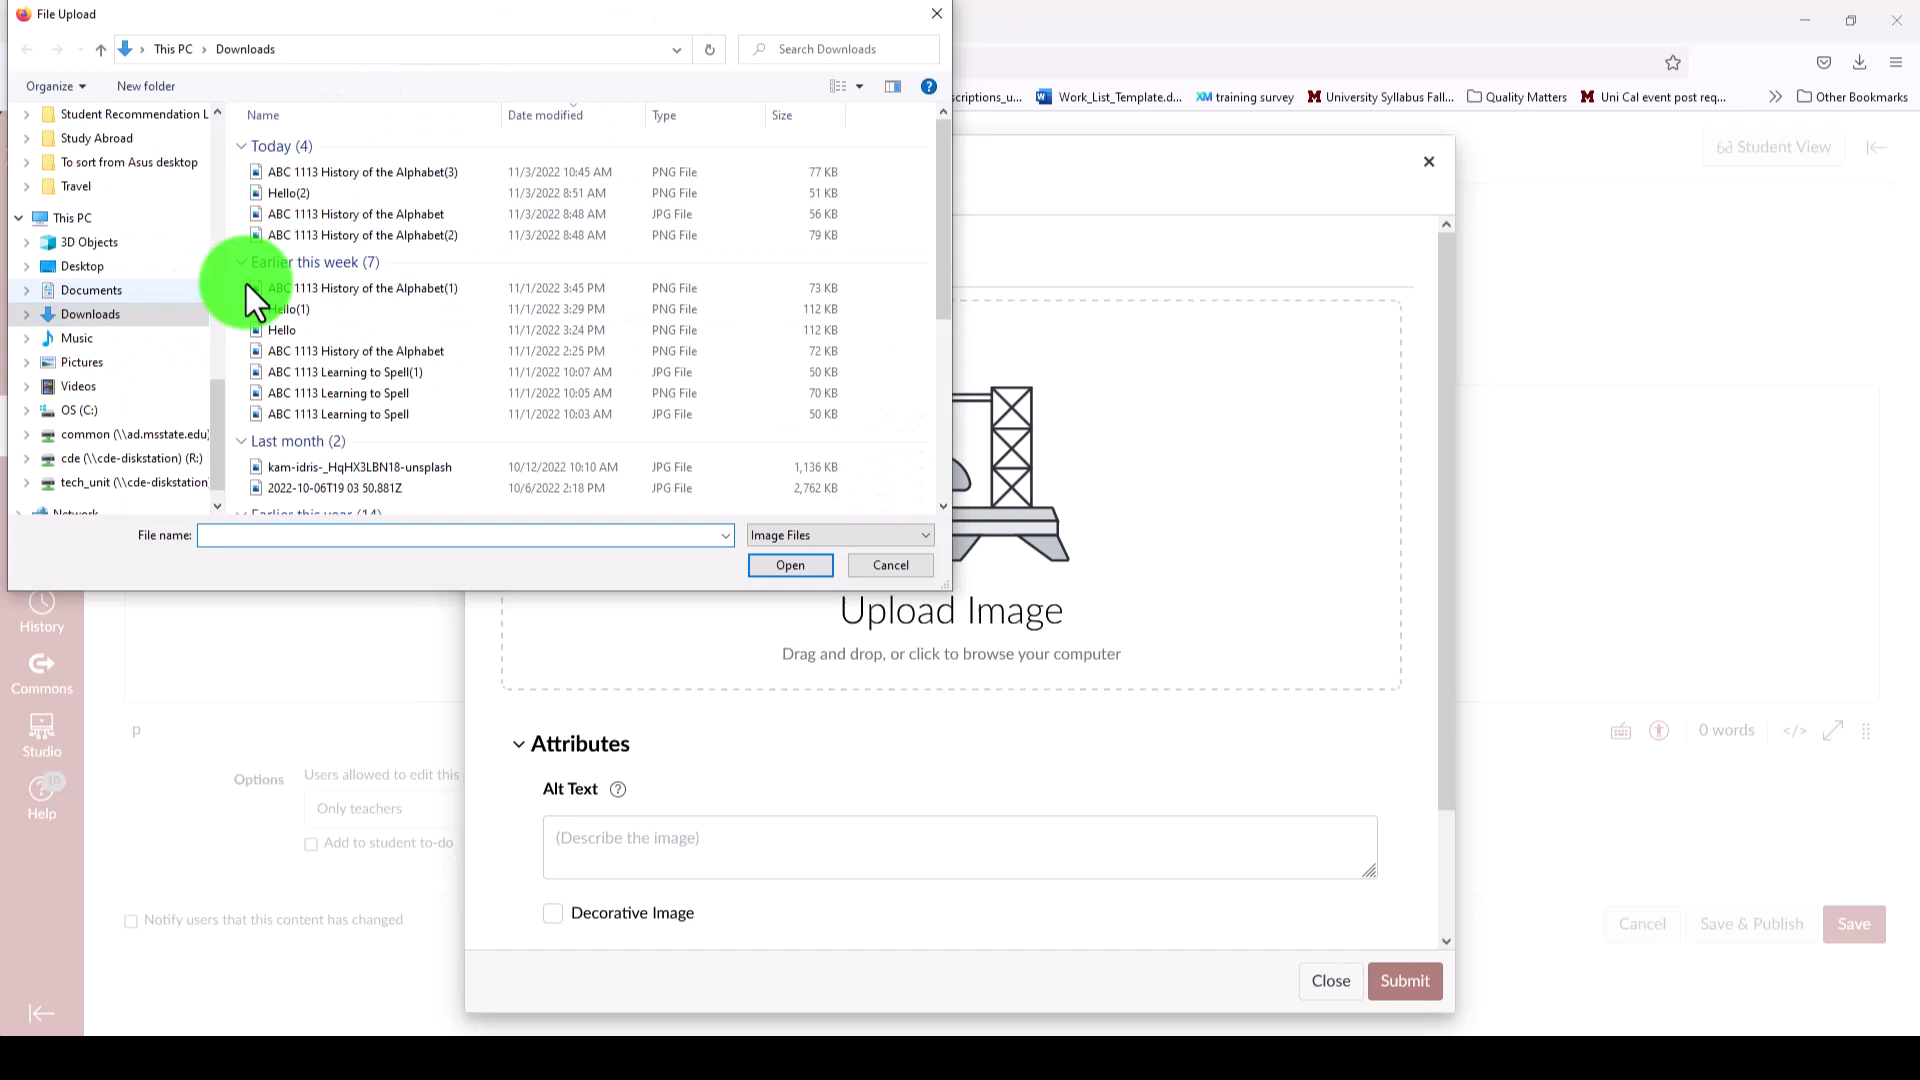 File Upload
This PC > Downloads
Search Downloads
Organize
New folder
Student Recommendation L
Study Abroad
To sort from Asus desktop
Travel
This PC
3D Objects
Desktop
Documents
Downloads
Music
Pictures
Videos
OS (C:)
common (\\ad.msstate.edu)
cde (\\cde-diskstation) (R:)
tech_unit (\\cde-diskstation
Network
Name Date modified Type Size
Today (4)
ABC 1113 History of the Alphabet(3) 11/3/2022 10:45 AM PNG File 77 KB
Hello(2) 11/3/2022 8:51 AM PNG File 51 KB
ABC 1113 History of the Alphabet 11/3/2022 8:48 AM JPG File 56 KB
ABC 1113 History of the Alphabet(2) 11/3/2022 8:48 AM PNG File 79 KB
Earlier this week (7)
ABC 1113 History of the Alphabet(1) 11/1/2022 3:45 PM PNG File 73 KB
Hello(1) 11/1/2022 3:29 PM PNG File 112 KB
Hello 11/1/2022 3:24 PM PNG File 112 KB
ABC 1113 History of the Alphabet 11/1/2022 2:25 PM PNG File 72 KB
ABC 1113 Learning to Spell(1) 11/1/2022 10:07 AM JPG File 50 KB
ABC 1113 Learning to Spell 11/1/2022 10:05 AM PNG File 70 KB
ABC 1113 Learning to Spell 11/1/2022 10:03 AM JPG File 50 KB
Last month (2)
kam-idris-_HqHX3LBN18-unsplash 10/12/2022 10:10 AM JPG File 1,136 KB
2022-10-06T19 03 50.881Z 10/6/2022 2:18 PM JPG File 2,762 KB
Earlier this year (14)
File name:
Image Files
Open
Cancel
scriptions_u...
Work_List_Template.d...
XM training survey
University Syllabus Fall...
Quality Matters
Uni Cal event post req...
Other Bookmarks
Student View
Upload Image
Drag and drop, or click to browse your computer
Attributes
Alt Text
(Describe the image)
Decorative Image
Close
Submit
History
Commons
Studio
10
Help
p
0 words
</>
Options
Users allowed to edit this
Only teachers
Add to student to-do
Notify users that this content has changed
Cancel
Save & Publish
Save